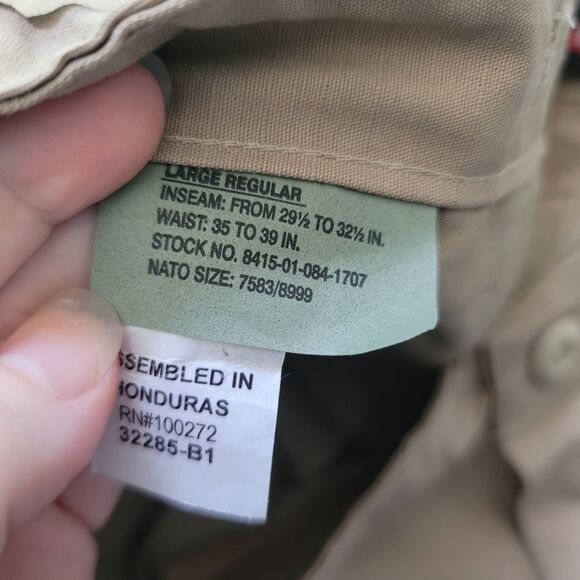 LARGE REGULAR
INSEAM: FROM 29½ TO 32½ IN.
WAIST: 35 TO 39 IN.
STOCK NO. 8415-01-084-1707
NATO SIZE: 7583/8999
SSEMBLED IN
HONDURAS
RN#100272
32285-B1